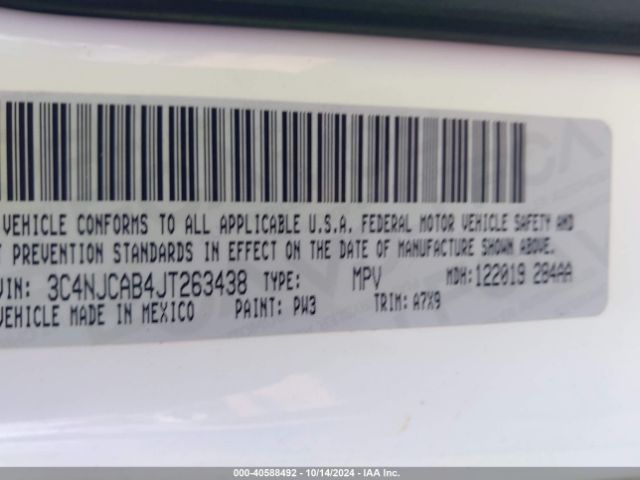 VEHICLE CONFORMS TO ALL APPLICABLE U.S.A. FEDERAL MOTOR VEHICLE SAFETY AND
PREVENTION STANDARDS IN EFFECT ON THE DATE OF MANUFACTURE SHOWN ABOVE.
VIN: 3C4NJCAB4JT263438 TYPE: MPV MDH:122019 284AA
VEHICLE MADE IN MEXICO PAINT: PW3 TRIM: A7X9
000-40588492 - 10/14/2024 - IAA Inc.